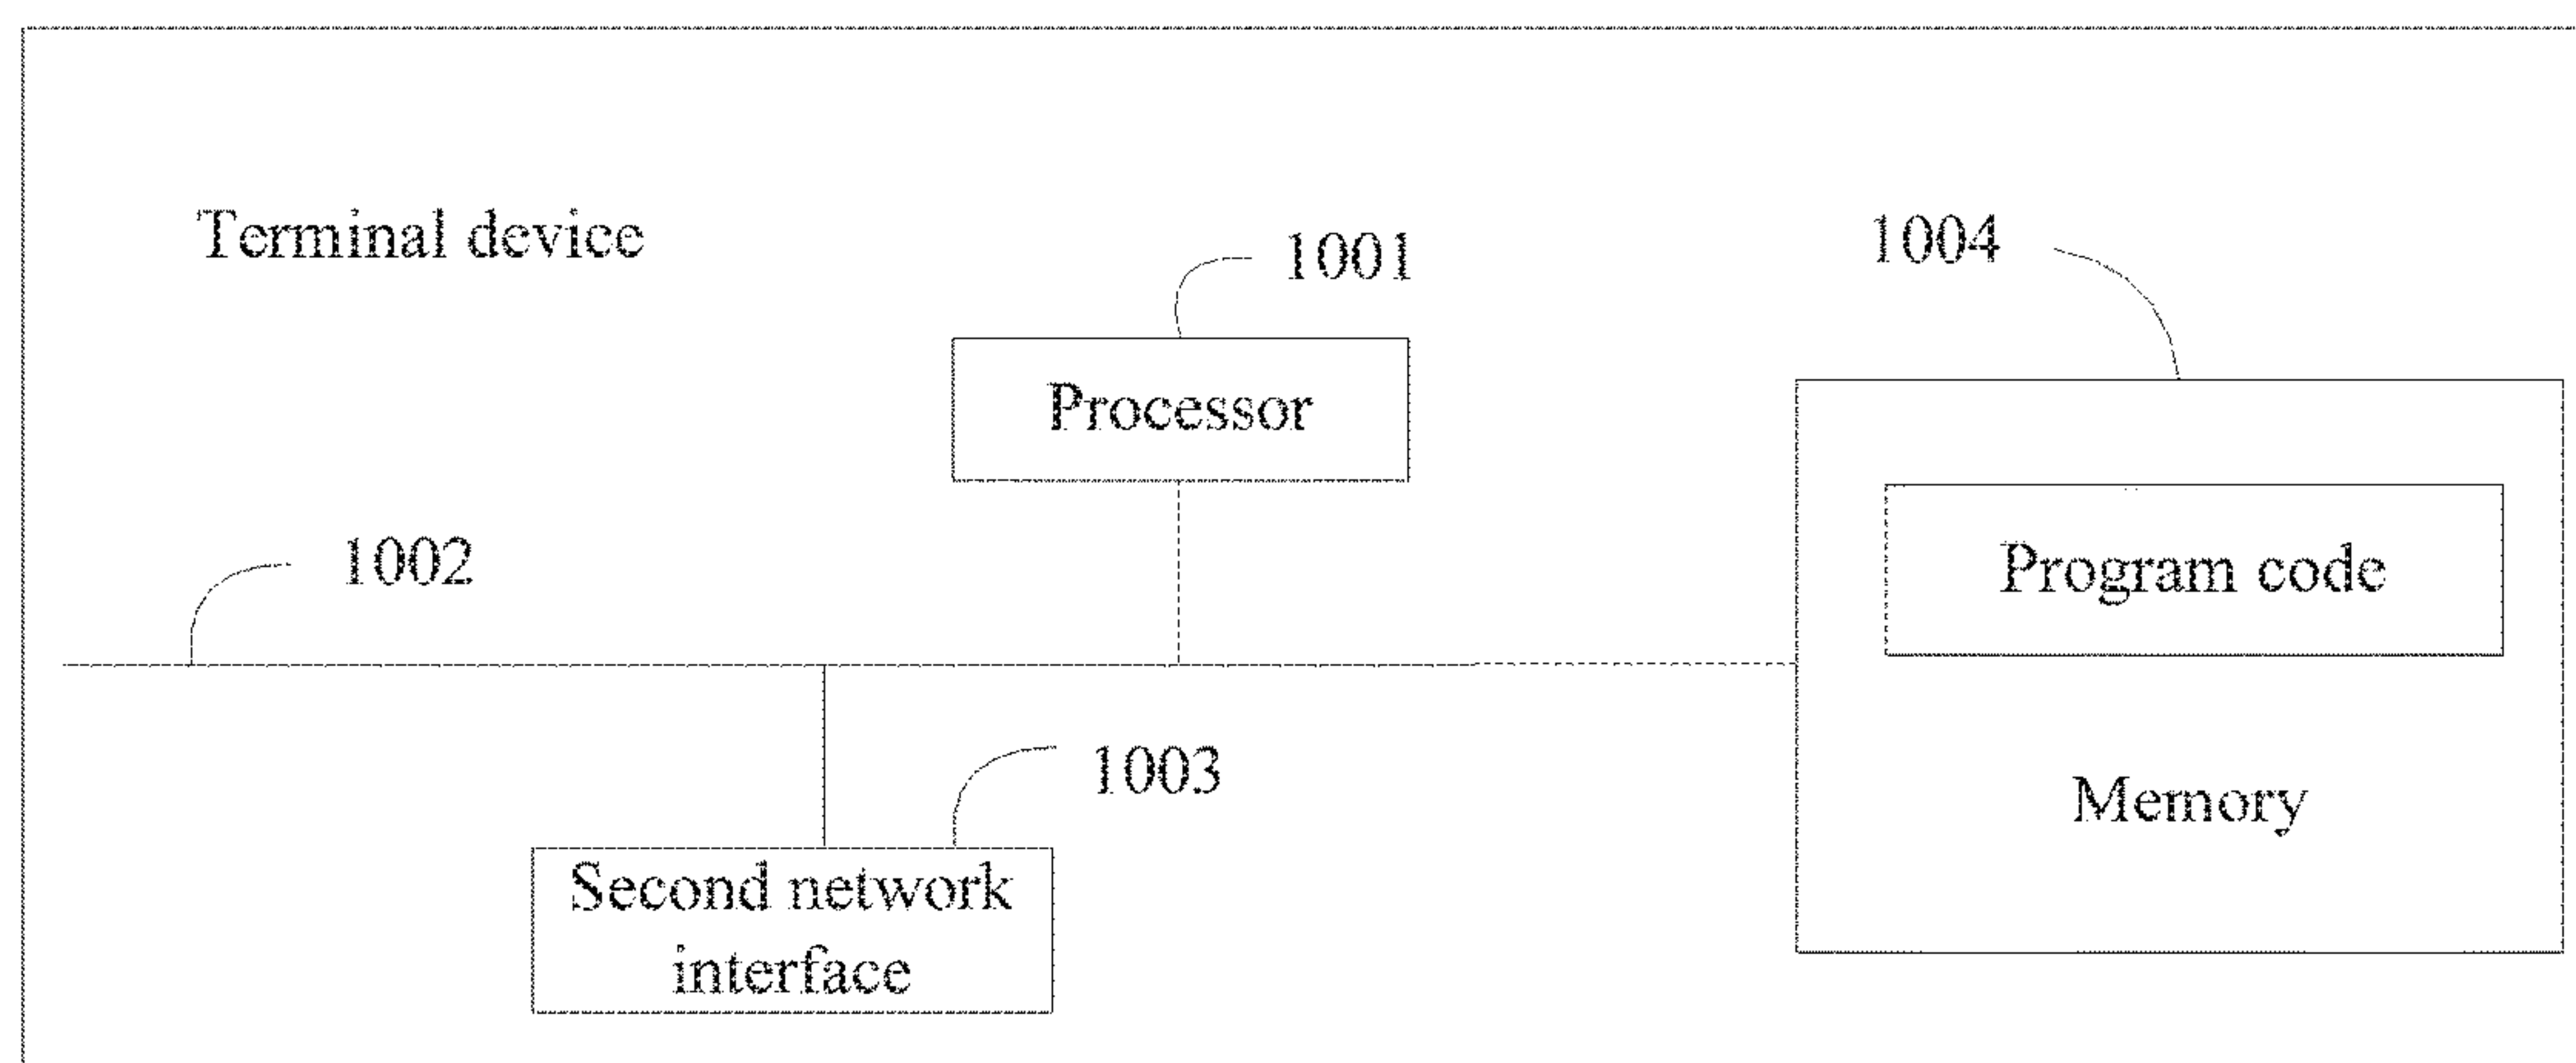 Terminal device
1001
1004
Processor
1002
Program code
1003
Memory
Second network
interface